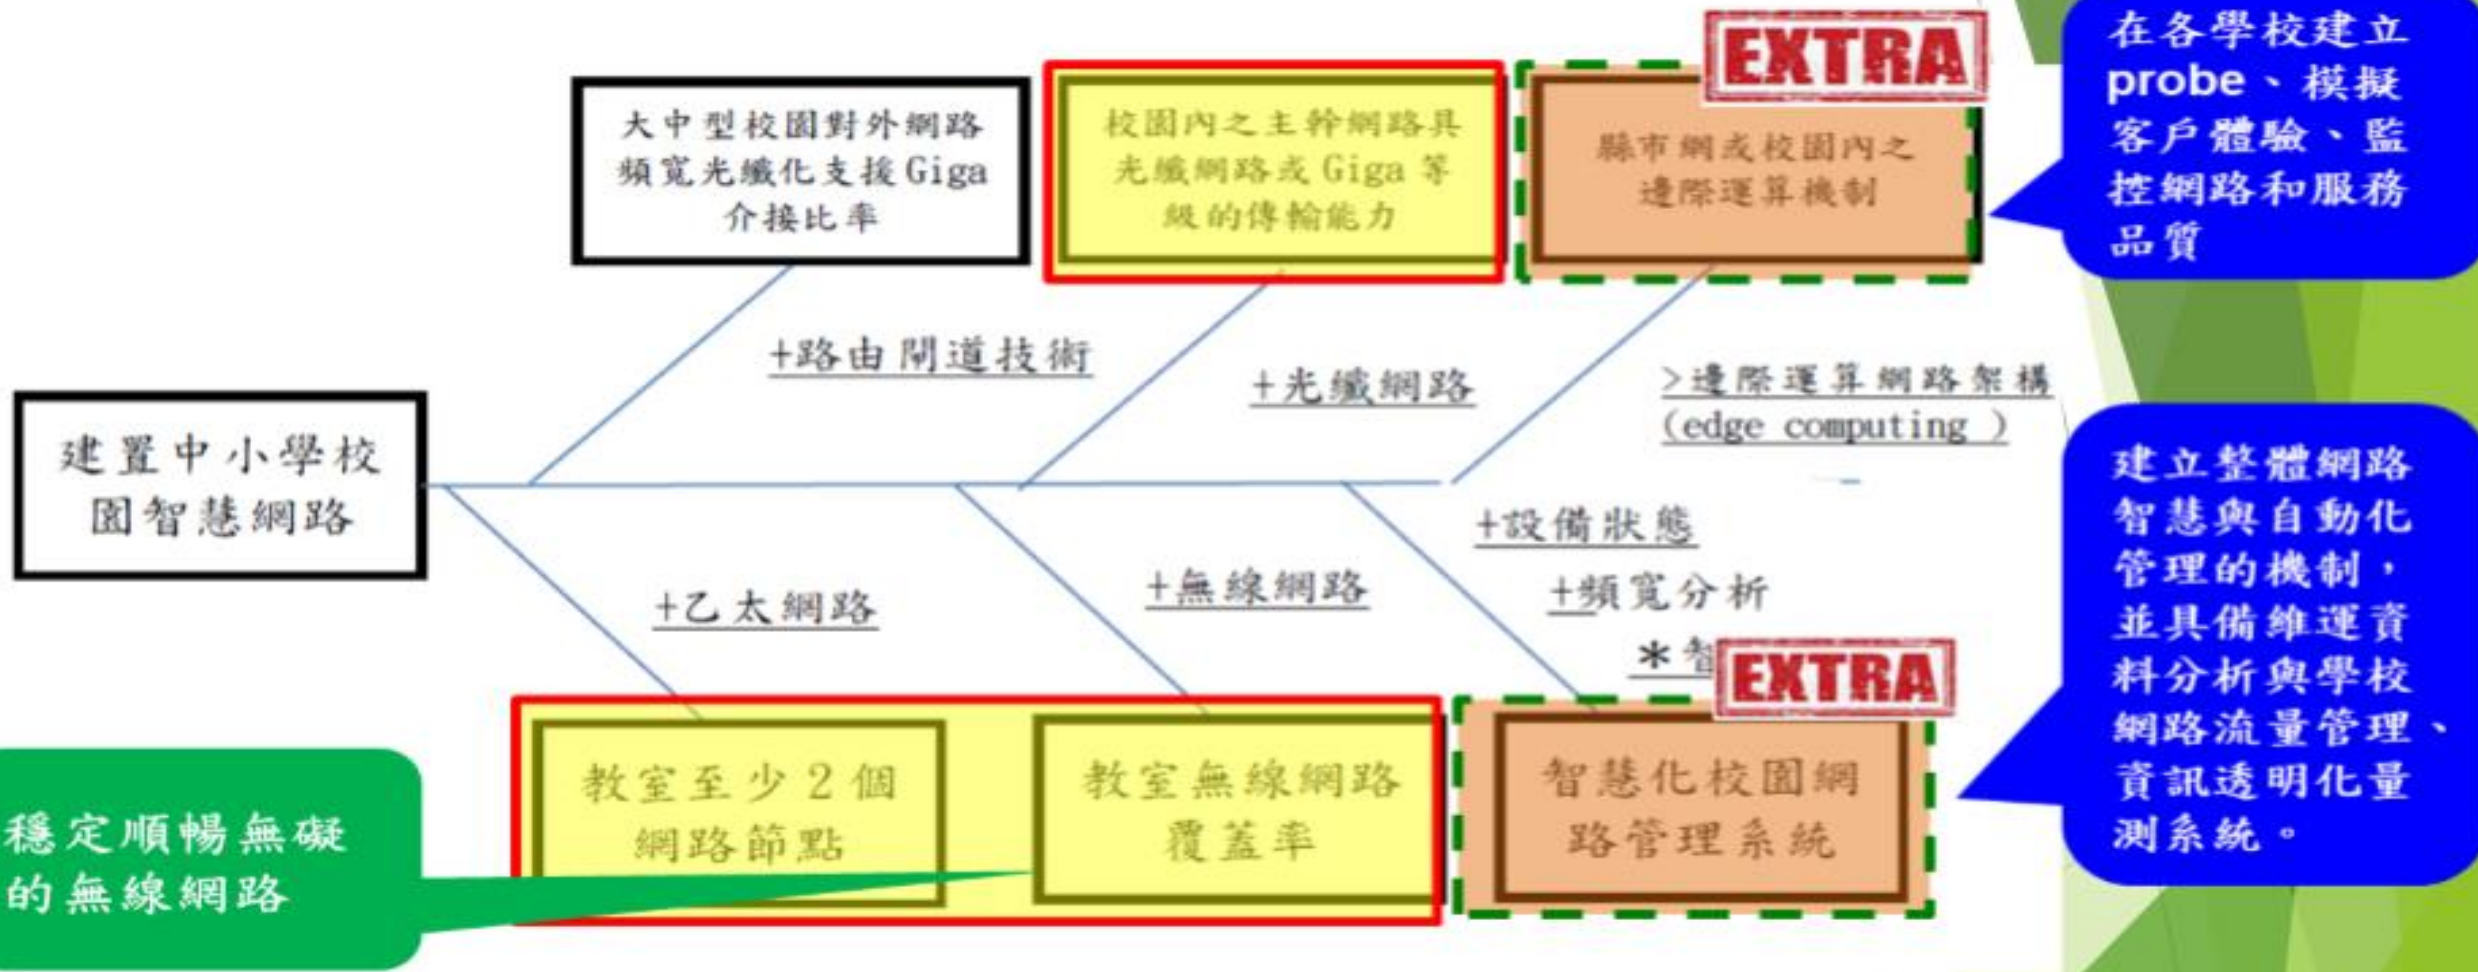 EXTRA
大中型校園對外網路
頻寬光纖化支援Giga
介接比率
校園內之主幹網路具
光纖網路或 Giga 等
級的傳輸能力
縣市網或校園內之
邊際運算機制
在各學校建立
probe、模擬
客戶體驗、監
控網路和服務
品質
+路由閘道技術
+光纖網路
>邊際運算網路架構
(edge computing )
建置中小學校
園智慧網路
+乙太網路
+無線網路
+設備狀態
+頻寬分析
*智
EXTRA
建立整體網路
智慧與自動化
管理的機制，
並具備維運資
料分析與學校
網路流量管理、
資訊透明化量
測系統。
教室至少2個
網路節點
教室無線網路
覆蓋率
智慧化校園網
路管理系統
穩定順暢無礙
的無線網路